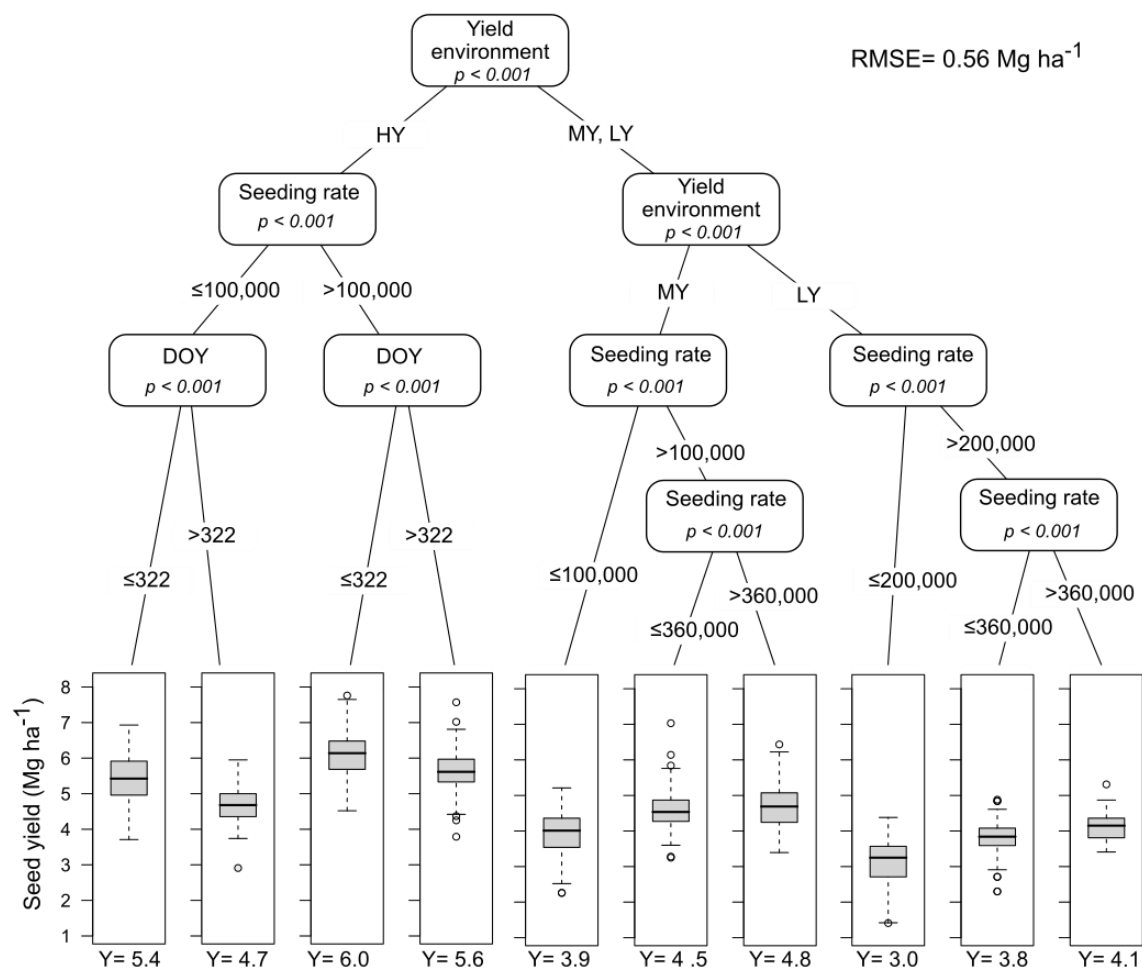 Yield
environment
p < 0.001
RMSE= 0.56 Mg ha⁻¹
HY
MY, LY
Seeding rate
p < 0.001
Yield
environment
p < 0.001
≤100,000
>100,000
MY
LY
DOY
p < 0.001
DOY
p < 0.001
Seeding rate
p < 0.001
Seeding rate
p < 0.001
>100,000
>200,000
Seeding rate
p < 0.001
Seeding rate
p < 0.001
≤322
>322
≤322
>322
≤100,000
≤360,000
>360,000
≤200,000
≤360,000
>360,000
Seed yield (Mg ha⁻¹)
8
7
6
5
4
3
2
1
Y= 5.4
Y= 4.7
Y= 6.0
Y= 5.6
Y= 3.9
Y= 4 .5
Y= 4.8
Y= 3.0
Y= 3.8
Y= 4.1